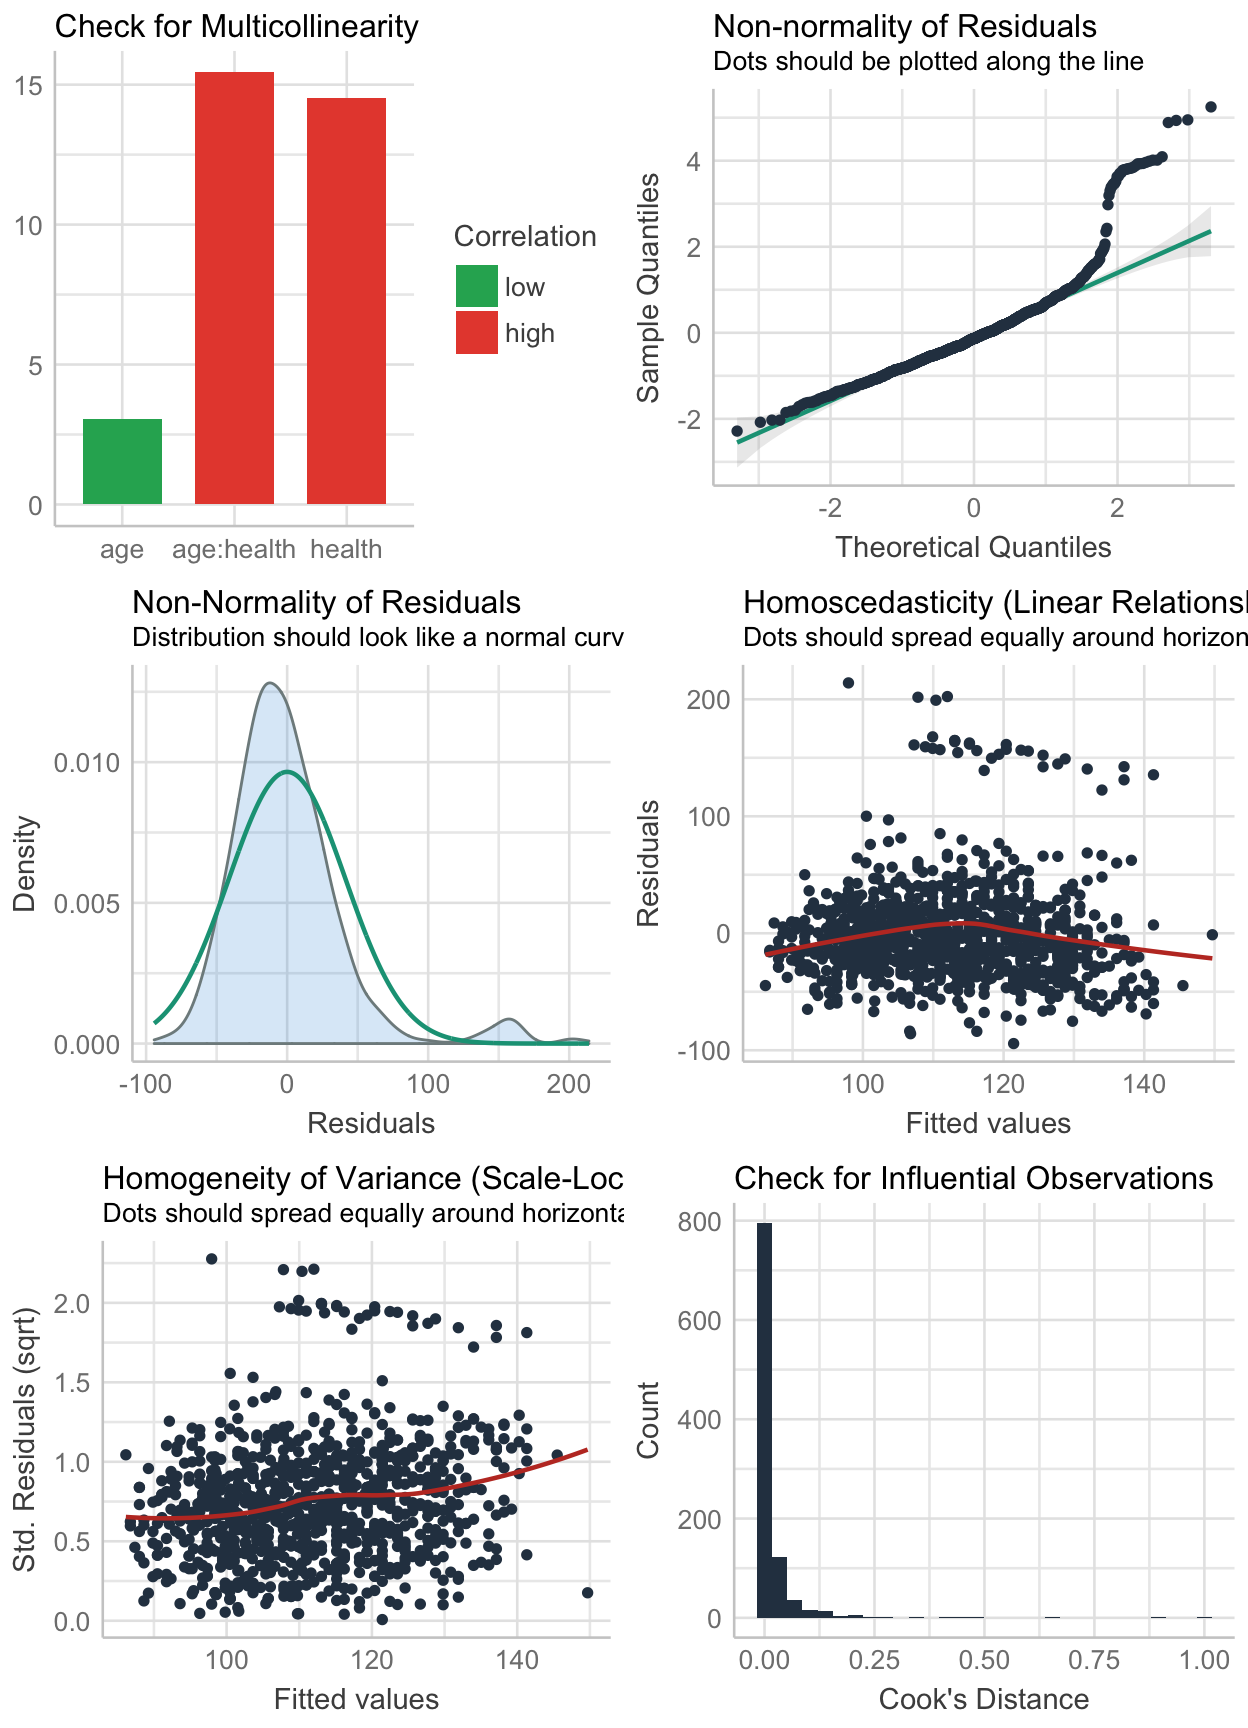 Check for Multicollinearity
15
10
5
0
age age:health health
Correlation
low
high
Non-normality of Residuals
Dots should be plotted along the line
Sample Quantiles
4
2
0
-2
-2 0 2
Theoretical Quantiles
Non-Normality of Residuals
Distribution should look like a normal curv
Density
0.010
0.005
0.000
-100 0 100 200
Residuals
Homoscedasticity (Linear Relationsl
Dots should spread equally around horizon
Residuals
200
100
0
-100
100 120 140
Fitted values
Homogeneity of Variance (Scale-Loc
Dots should spread equally around horizonta
Std. Residuals (sqrt)
2.0
1.5
1.0
0.5
0.0
100 120 140
Fitted values
Check for Influential Observations
Count
800
600
400
200
0
0.00 0.25 0.50 0.75 1.00
Cook's Distance